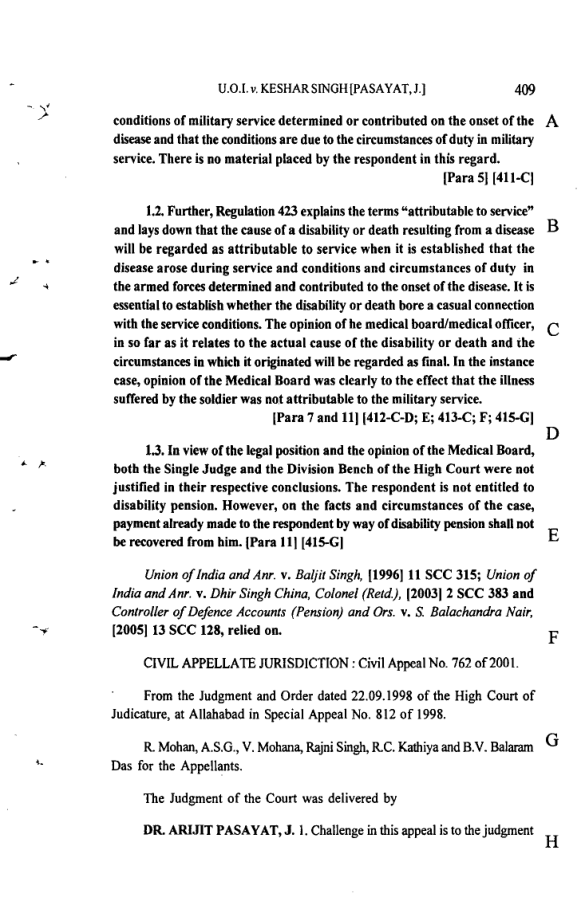 U.O.I. v. KESHAR SINGH [PASAYAT, J.] 409
conditions of military service determined or contributed on the onset of the A
disease and that the conditions are due to the circumstances of duty in military
service. There is no material placed by the respondent in this regard.
[Para 5] [411-C]
1.2. Further, Regulation 423 explains the terms "attributable to service"
and lays down that the cause of a disability or death resulting from a disease B
will be regarded as attributable to service when it is established that the
disease arose during service and conditions and circumstances of duty in
the armed forces determined and contributed to the onset of the disease. It is
essential to establish whether the disability or death bore a casual connection
with the service conditions. The opinion of he medical board/medical officer, C
in so far as it relates to the actual cause of the disability or death and the
circumstances in which it originated will be regarded as final. In the instance
case, opinion of the Medical Board was clearly to the effect that the illness
suffered by the soldier was not attributable to the military service.
[Para 7 and 11] [412-C-D; E; 413-C; F; 415-G]
D
1.3. In view of the legal position and the opinion of the Medical Board,
both the Single Judge and the Division Bench of the High Court were not
justified in their respective conclusions. The respondent is not entitled to
disability pension. However, on the facts and circumstances of the case,
payment already made to the respondent by way of disability pension shall not
be recovered from him. [Para 11] [415-G] E
Union of India and Anr. v. Baljit Singh, [1996] 11 SCC 315; Union of
India and Anr. v. Dhir Singh China, Colonel (Retd.), [2003] 2 SCC 383 and
Controller of Defence Accounts (Pension) and Ors. v. S. Balachandra Nair,
[2005] 13 SCC 128, relied on. F
CIVIL APPELLATE JURISDICTION : Civil Appeal No. 762 of 2001.
From the Judgment and Order dated 22.09.1998 of the High Court of
Judicature, at Allahabad in Special Appeal No. 812 of 1998.
R. Mohan, A.S.G., V. Mohana, Rajni Singh, R.C. Kathiya and B.V. Balaram G
Das for the Appellants.
The Judgment of the Court was delivered by
DR. ARIJIT PASAYAT, J. 1. Challenge in this appeal is to the judgment
H